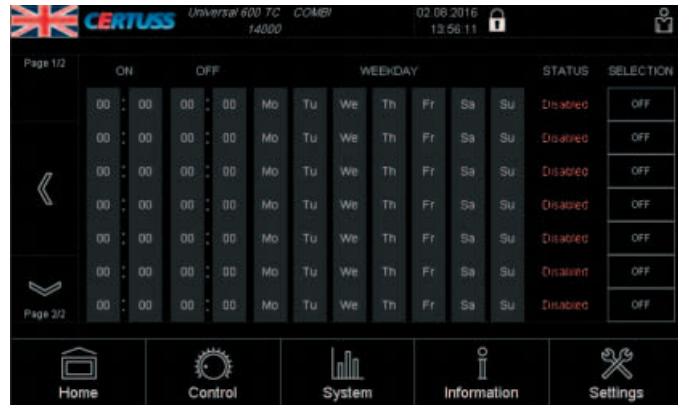 CERTUSS Universal 600 TC COMBI 02.08.2016
14000 13:56:11
Page 1/2 ON OFF WEEKDAY STATUS SELECTION
00 : 00 00 : 00 Mo Tu We Th Fr Sa Su Disabled OFF
00 : 00 00 : 00 Mo Tu We Th Fr Sa Su Disabled OFF
00 : 00 00 : 00 Mo Tu We Th Fr Sa Su Disabled OFF
00 : 00 00 : 00 Mo Tu We Th Fr Sa Su Disabled OFF
00 : 00 00 : 00 Mo Tu We Th Fr Sa Su Disabled OFF
00 : 00 00 : 00 Mo Tu We Th Fr Sa Su Disabled OFF
00 : 00 00 : 00 Mo Tu We Th Fr Sa Su Disabled OFF
Page 2/2
Home Control System Information Settings